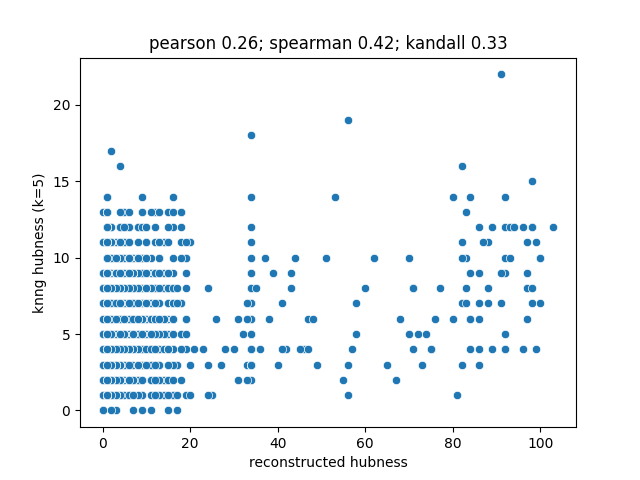 pearson 0.26; spearman 0.42; kandall 0.33
20
15
10
5
0
knng hubness (k=5)
0 20 40 60 80 100
reconstructed hubness